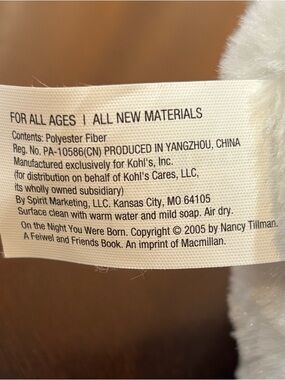 FOR ALL AGES | ALL NEW MATERIALS
Contents: Polyester Fiber
Reg. No. PA-10586(CN) PRODUCED IN YANGZHOU, CHINA
Manufactured exclusively for Kohl's, Inc.
(for distribution on behalf of Kohl's Cares, LLC,
its wholly owned subsidiary)
By Spirit Marketing, LLC. Kansas City, MO 64105
Surface clean with warm water and mild soap. Air dry.
On the Night You Were Born. Copyright © 2005 by Nancy Tillman.
A Feiwel and Friends Book. An imprint of Macmillan.